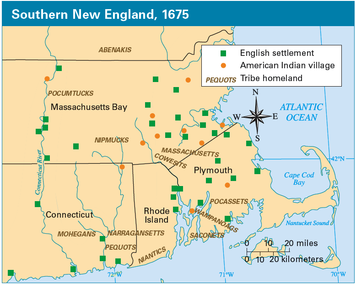 Southern New England, 1675
English settlement
American Indian village
Tribe homeland
ABENAKIS
PEQUOTS
N
W
E
S
ATLANTIC
OCEAN
POCUMTUCKS
Massachusetts Bay
NIPMUCKS
MASSACHUSETTS
COWESITS
42°N
Connecticut River
Plymouth
Cape Cod
Bay
POCASSETS
Connecticut
Rhode
Island
WAMPANOAGS
Nantucket Sound
MOHEGANS
NARRAGANSETTS
SACONETS
PEQUOTS
NIANTICS
0 10 20 miles
0 10 20 kilometers
72°W
71°W
70°W